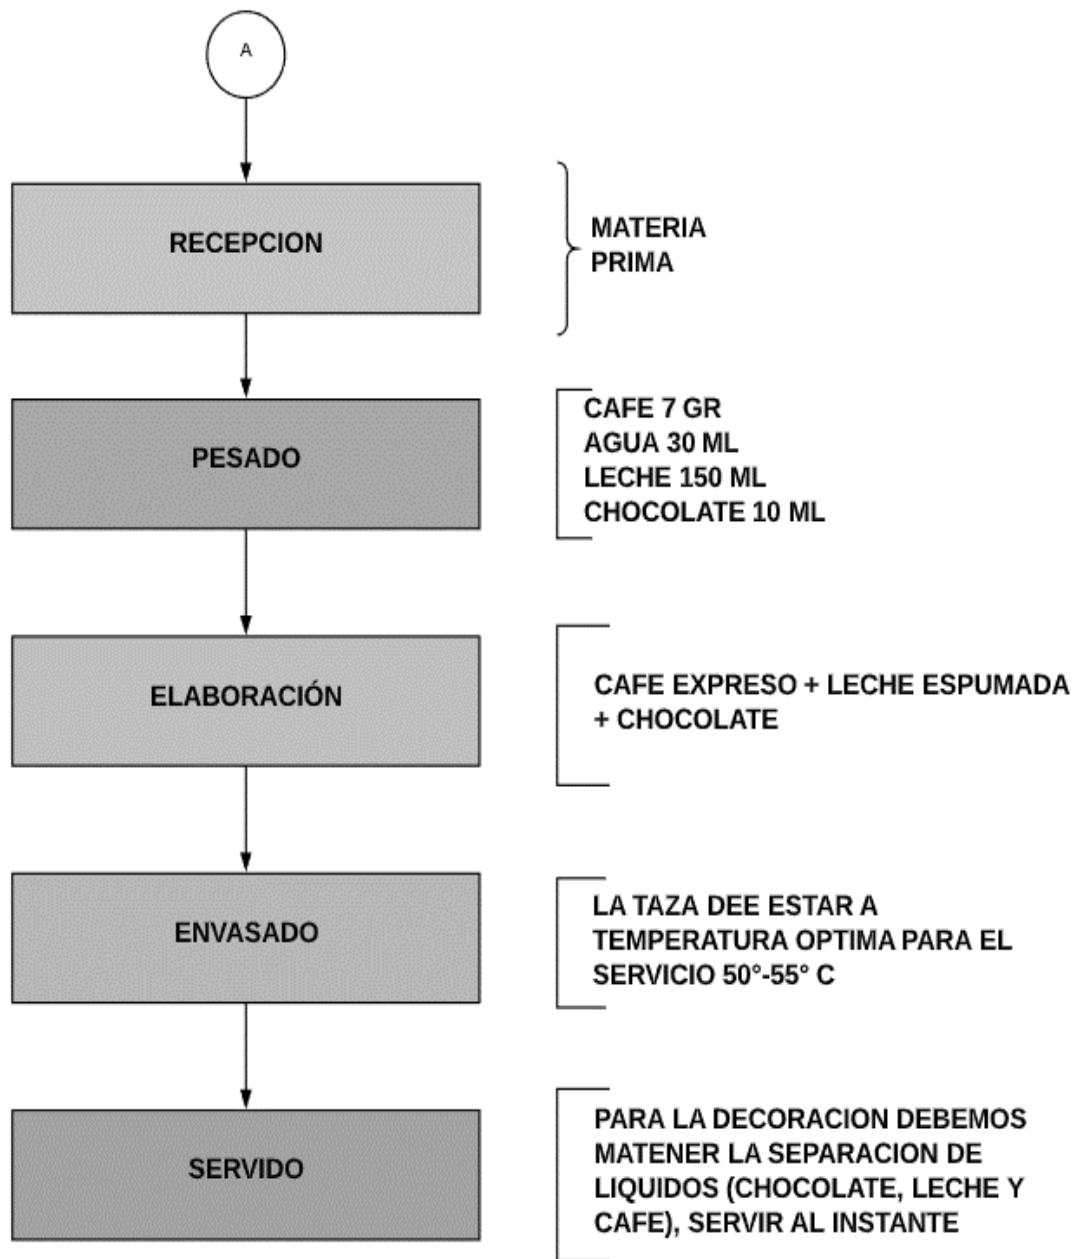 A
RECEPCION
MATERIA
PRIMA
PESADO
CAFE 7 GR
AGUA 30 ML
LECHE 150 ML
CHOCOLATE 10 ML
ELABORACIÓN
CAFE EXPRESO + LECHE ESPUMADA
+ CHOCOLATE
ENVASADO
LA TAZA DEE ESTAR A
TEMPERATURA OPTIMA PARA EL
SERVICIO 50°-55° C
SERVIDO
PARA LA DECORACION DEBEMOS
MATENER LA SEPARACION DE
LIQUIDOS (CHOCOLATE, LECHE Y
CAFE), SERVIR AL INSTANTE